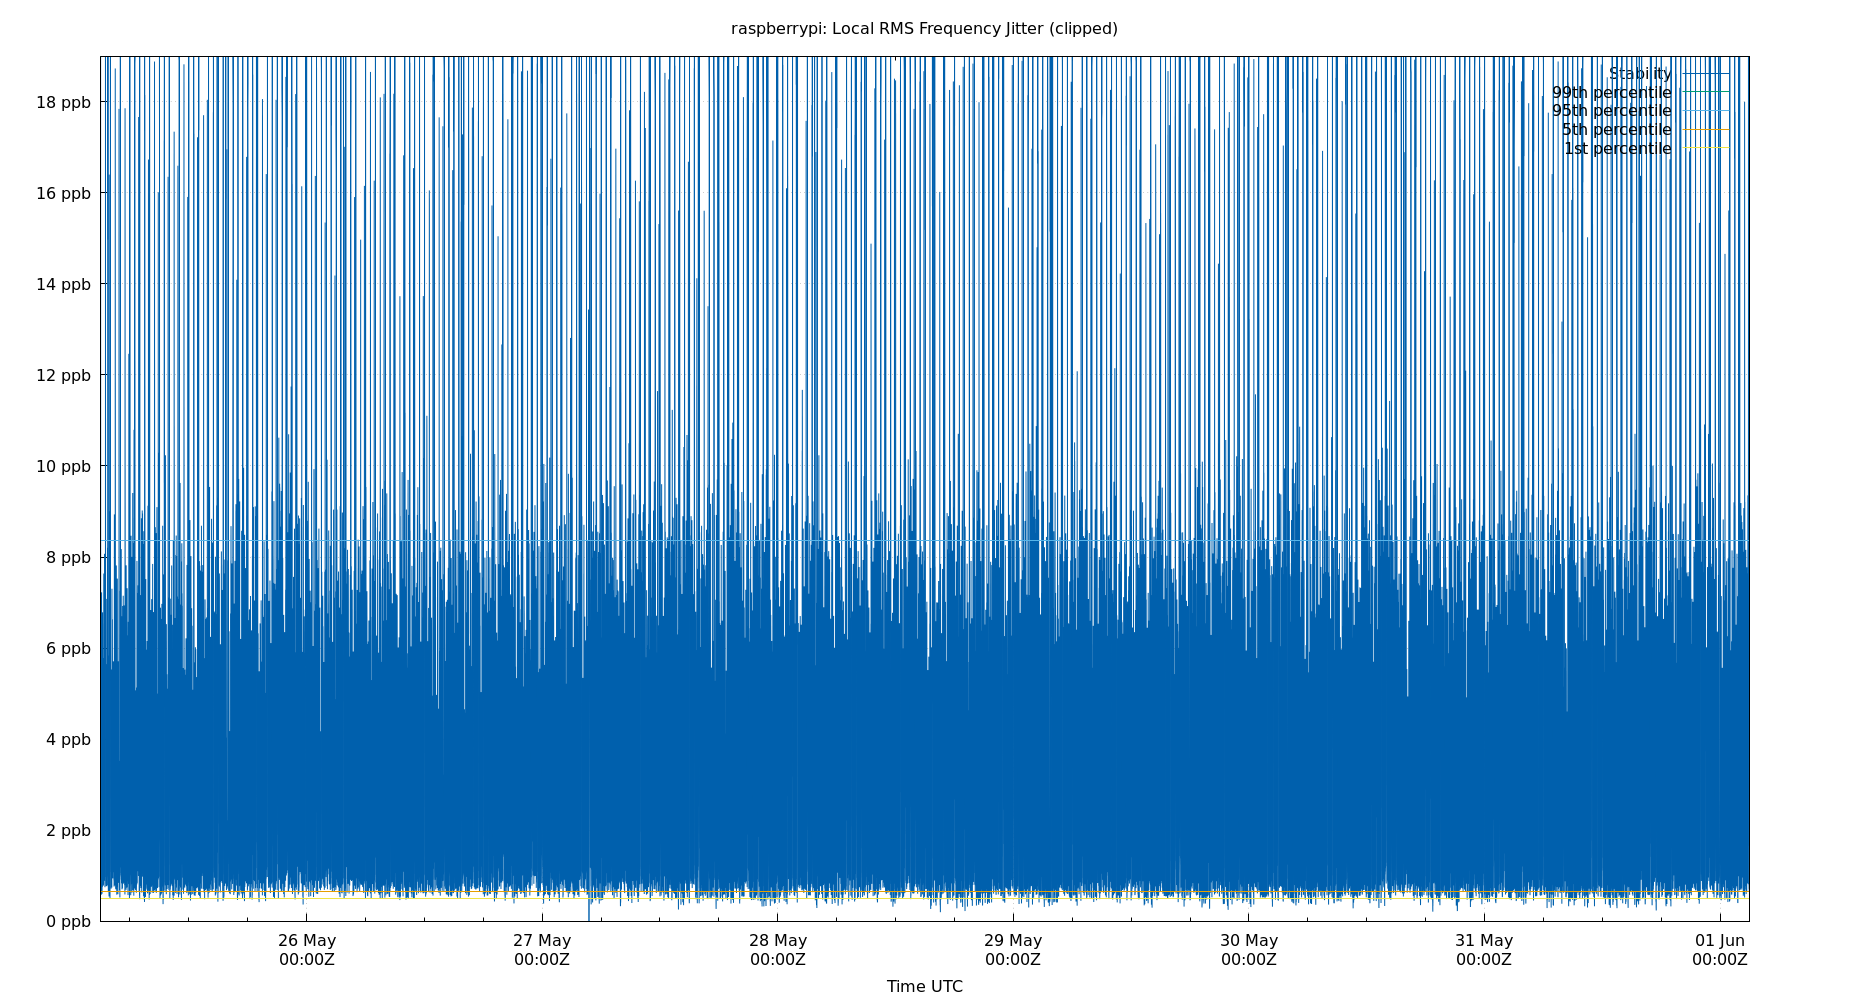 raspberrypi: Local RMS Frequency Jitter (clipped)
Stability
99th percentile
95th percentile
5th percentile
1st percentile
18 ppb
16 ppb
14 ppb
12 ppb
10 ppb
8 ppb
6 ppb
4 ppb
2 ppb
0 ppb
26 May 27 May 28 May 29 May 30 May 31 May 01 Jun
00:00Z 00:00Z 00:00Z 00:00Z 00:00Z 00:00Z 00:00Z
Time UTC